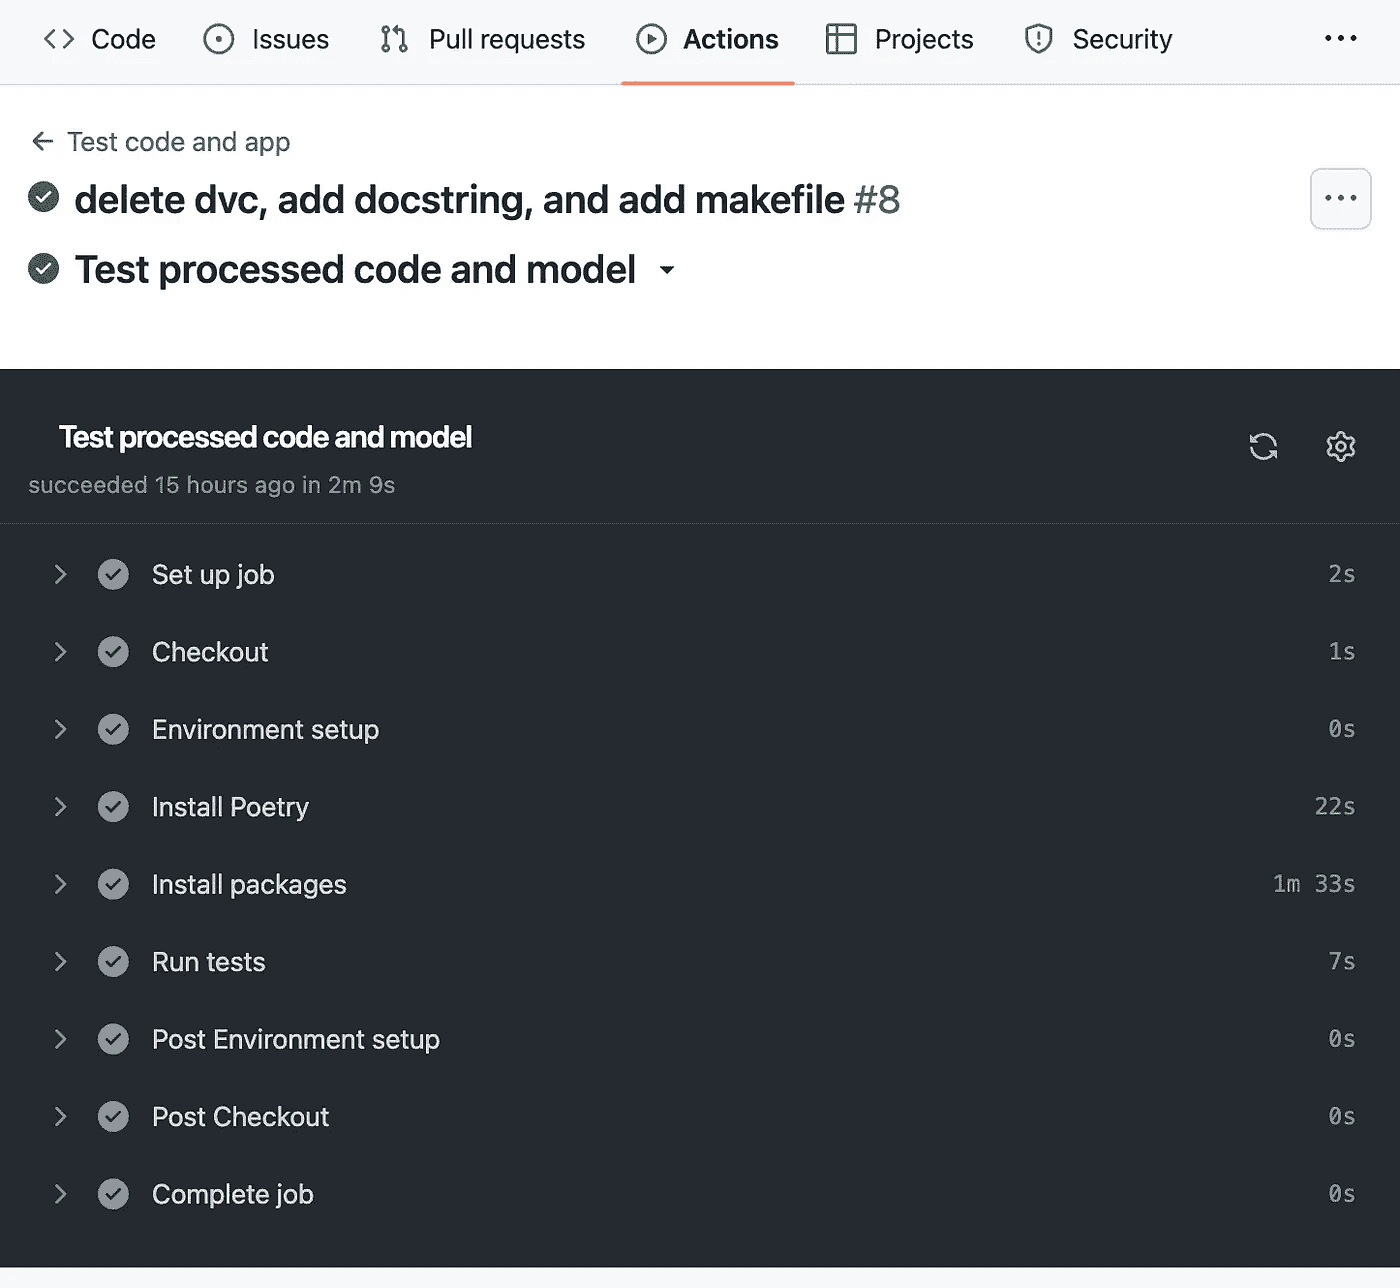 Code Issues Pull requests Actions Projects Security
Test code and app
delete dvc, add docstring, and add makefile #8
Test processed code and model
Test processed code and model
succeeded 15 hours ago in 2m 9s
Set up job 2s
Checkout 1s
Environment setup 0s
Install Poetry 22s
Install packages 1m 33s
Run tests 7s
Post Environment setup 0s
Post Checkout 0s
Complete job 0s